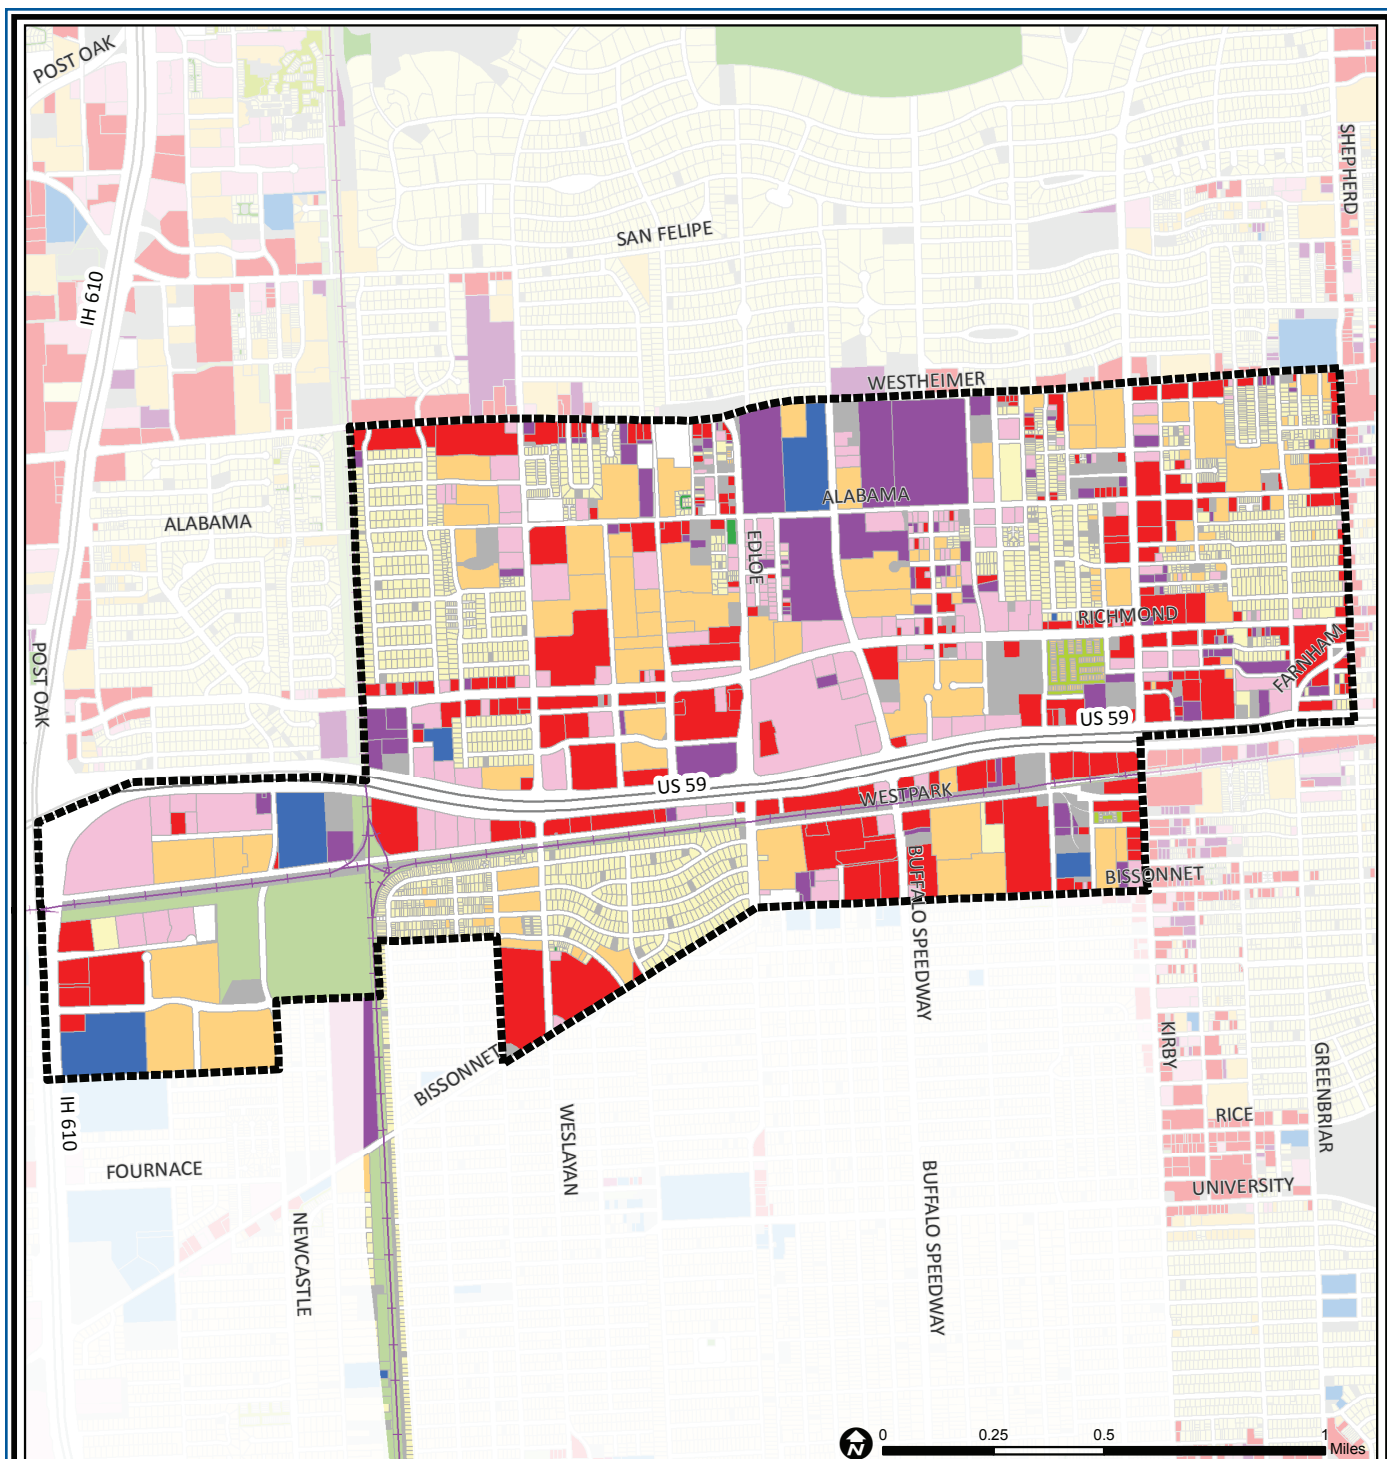 POST OAK
SHEPHERD
SAN FELIPE
IH 610
WESTHEIMER
ALABAMA
ALABAMA
EDLOE
RICHMOND
FARNHAM
POST OAK
US 59
US 59
WESTPARK
BUFFALO SPEEDWAY
BISSONNET
BISSONNET
KIRBY
GREENBRIAR
IH 610
WESLAYAN
RICE
FOURNACE
BUFFALO SPEEDWAY
UNIVERSITY
NEWCASTLE
N
0 0.25 0.5 1
Miles